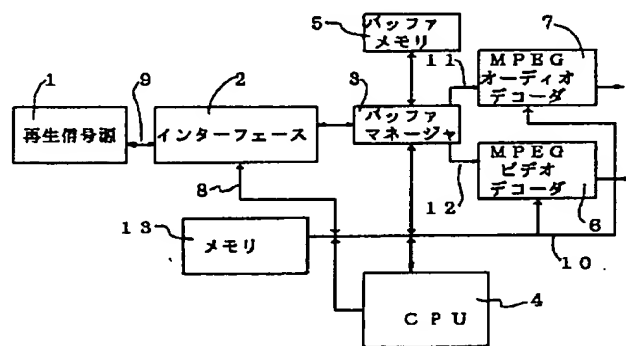 5
バッファ
メモリ
7
11
MPEG
オーディオ
デコーダ
1
9
2
3
再生信号源
インターフェース
バッファ
マネージャ
8
12
MPEG
ビデオ
デコーダ
6
13
メモリ
10
4
CPU